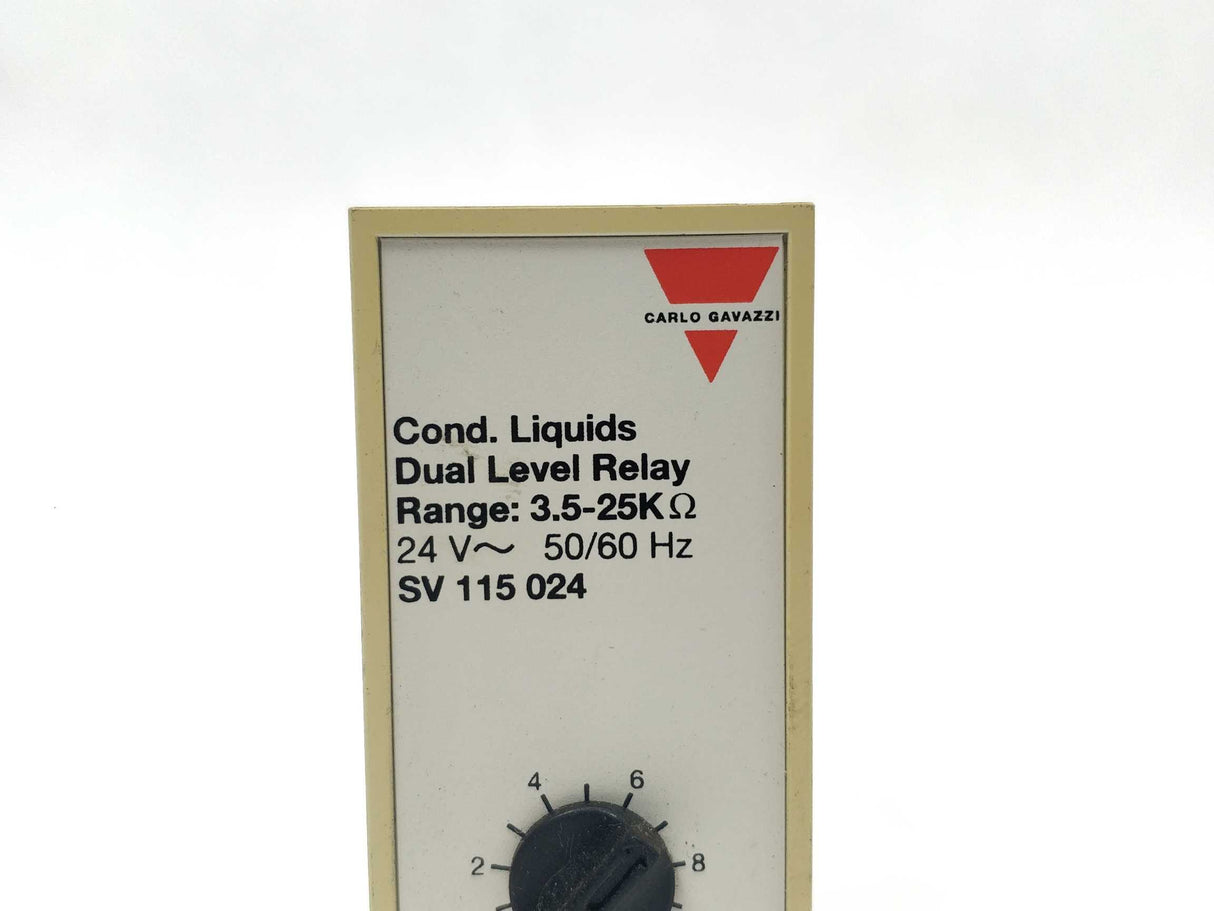 CARLO GAVAZZI
Cond. Liquids
Dual Level Relay
Range: 3.5-25KΩ
24 V~ 50/60 Hz
SV 115 024
4 6
2 8